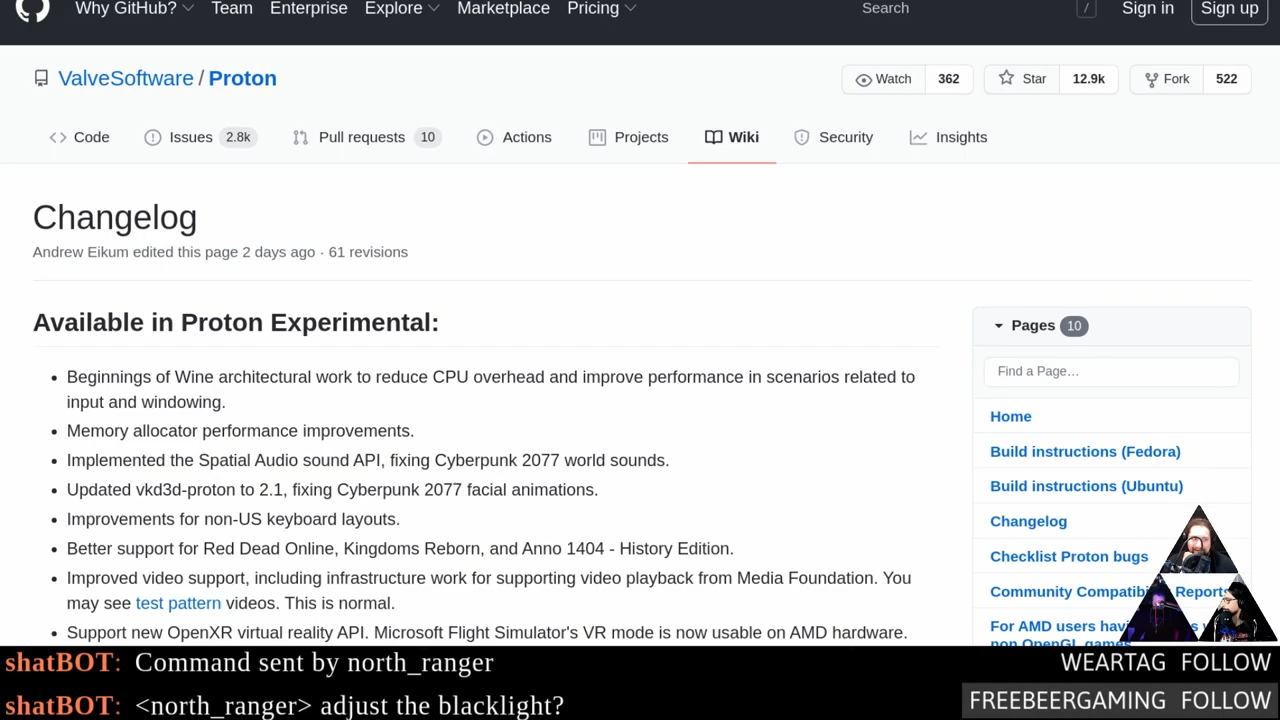 Why GitHub? Team Enterprise Explore Marketplace Pricing Search / Sign in Sign up
ValveSoftware / Proton Watch 362 Star 12.9k Fork 522
Code Issues 2.8k Pull requests 10 Actions Projects Wiki Security Insights
Changelog
Andrew Eikum edited this page 2 days ago · 61 revisions
Available in Proton Experimental:
• Beginnings of Wine architectural work to reduce CPU overhead and improve performance in scenarios related to
input and windowing.
• Memory allocator performance improvements.
• Implemented the Spatial Audio sound API, fixing Cyberpunk 2077 world sounds.
• Updated vkd3d-proton to 2.1, fixing Cyberpunk 2077 facial animations.
• Improvements for non-US keyboard layouts.
• Better support for Red Dead Online, Kingdoms Reborn, and Anno 1404 - History Edition.
• Improved video support, including infrastructure work for supporting video playback from Media Foundation. You
may see test pattern videos. This is normal.
• Support new OpenXR virtual reality API. Microsoft Flight Simulator's VR mode is now usable on AMD hardware.
Pages 10
Find a Page…
Home
Build instructions (Fedora)
Build instructions (Ubuntu)
Changelog
Checklist Proton bugs
Community Reports
For AMD users
non OpenGL games
shatBOT: Command sent by north_ranger
shatBOT: <north_ranger> adjust the blacklight?
WEARTAG FOLLOW
FREEBEERGAMING FOLLOW